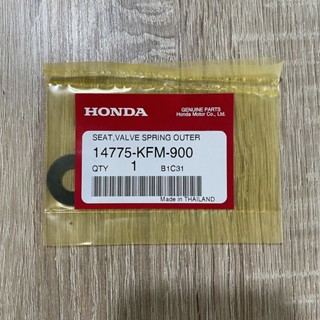 HONDA
GENUINE PARTS
Honda Motor Co., Ltd.
SEAT,VALVE SPRING OUTER
14775-KFM-900
QTY 1 B1C31
Made in THAILAND